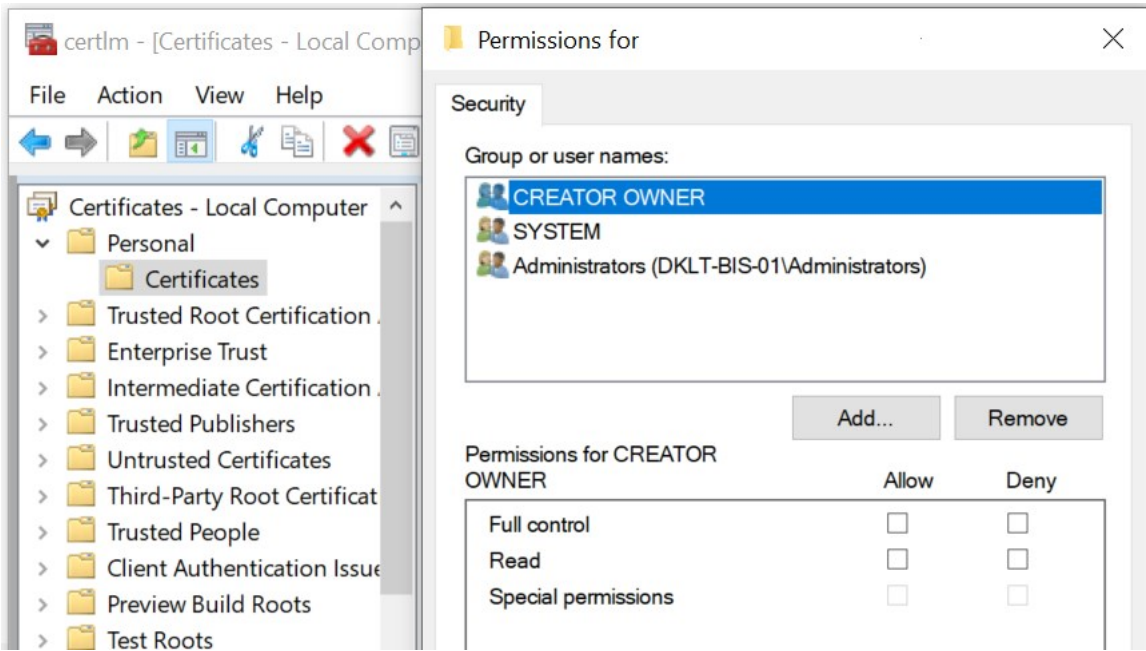 certlm - [Certificates - Local Comp
File Action View Help
Certificates - Local Computer
Personal
Certificates
Trusted Root Certification
Enterprise Trust
Intermediate Certification
Trusted Publishers
Untrusted Certificates
Third-Party Root Certificat
Trusted People
Client Authentication Issue
Preview Build Roots
Test Roots
Permissions for
Security
Group or user names:
CREATOR OWNER
SYSTEM
Administrators (DKLT-BIS-01\Administrators)
Add... Remove
Permissions for CREATOR
OWNER Allow Deny
Full control
Read
Special permissions